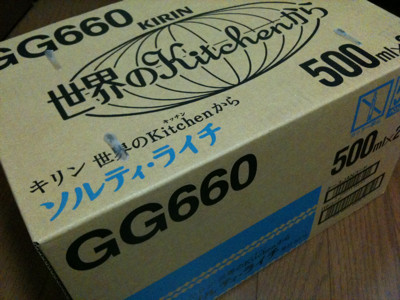 GG660
KIRIN
世界のKitchenから
500ml×2
キッチン
キリン 世界のKitchenから
ソルティ・ライチ
500ml×2
GG660